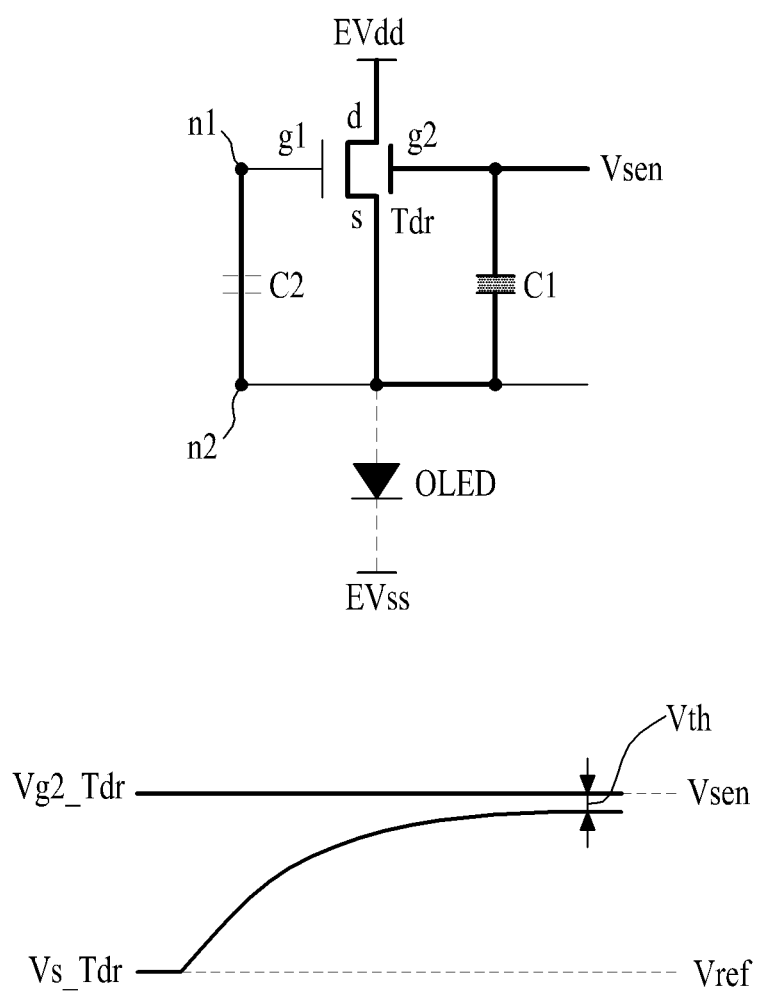 EVdd
n1
g1
d
g2
Vsen
s
Tdr
C2
C1
n2
OLED
EVss
Vth
Vg2_Tdr
Vsen
Vs_Tdr
Vref